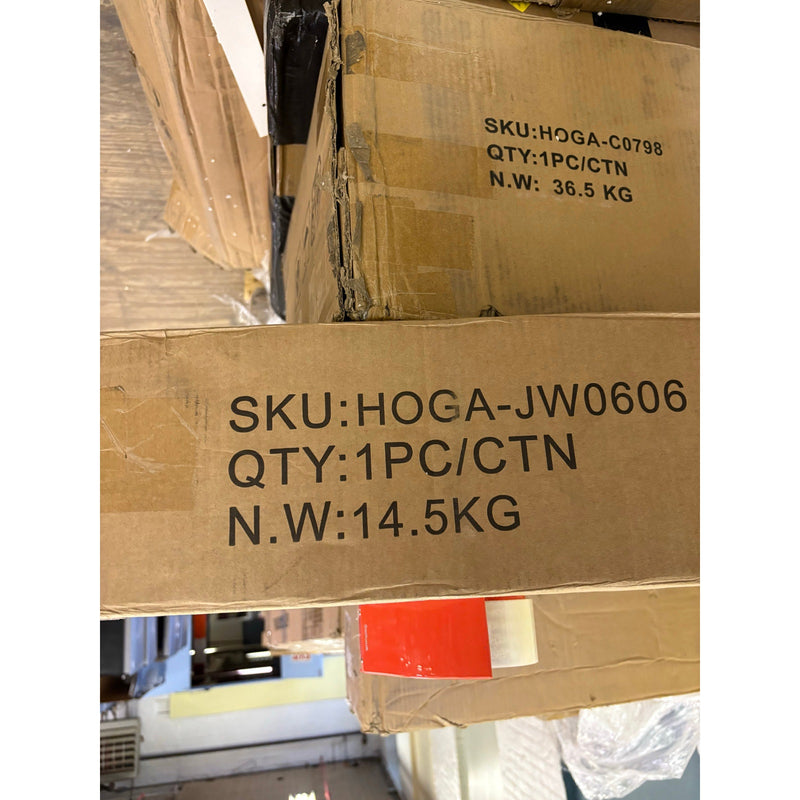 SKU:HOGA-C0798
QTY:1PC/CTN
N.W: 36.5 KG
SKU:HOGA-JW0606
QTY:1PC/CTN
N.W:14.5KG